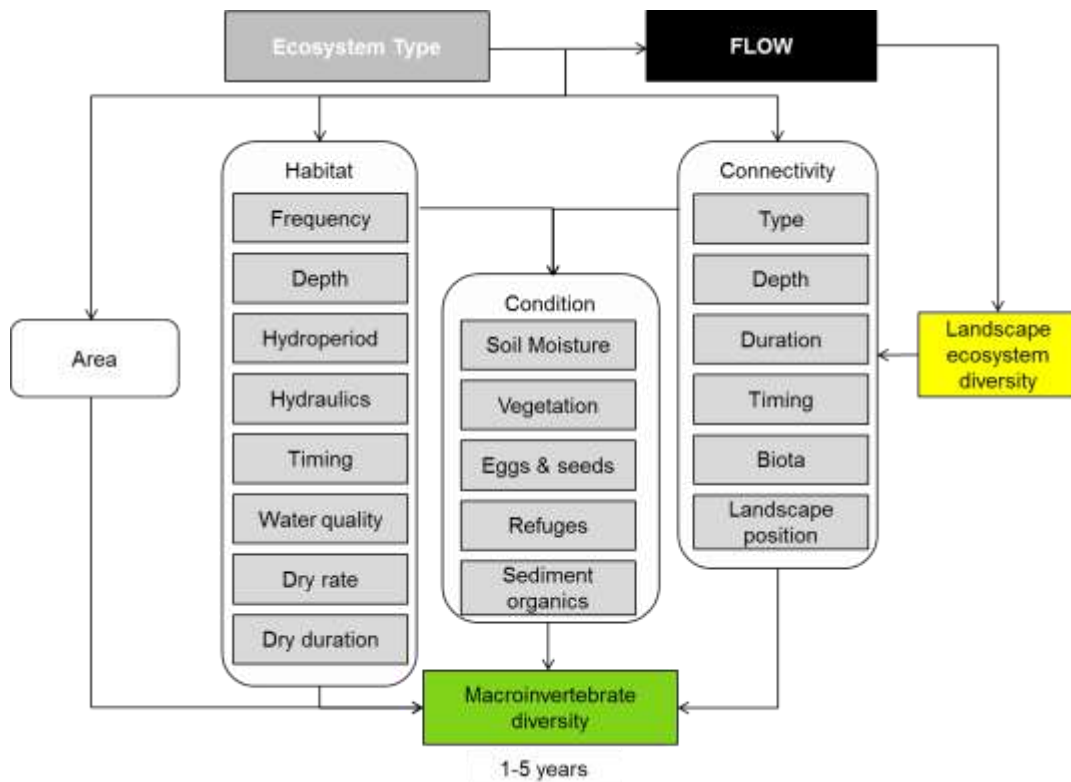 Ecosystem Type
FLOW
Habitat
Frequency
Depth
Hydroperiod
Hydraulics
Timing
Water quality
Dry rate
Dry duration
Connectivity
Type
Depth
Duration
Timing
Biota
Landscape
position
Condition
Soil Moisture
Vegetation
Eggs & seeds
Refuges
Sediment
organics
Area
Landscape
ecosystem
diversity
Macroinvertebrate
diversity
1-5 years